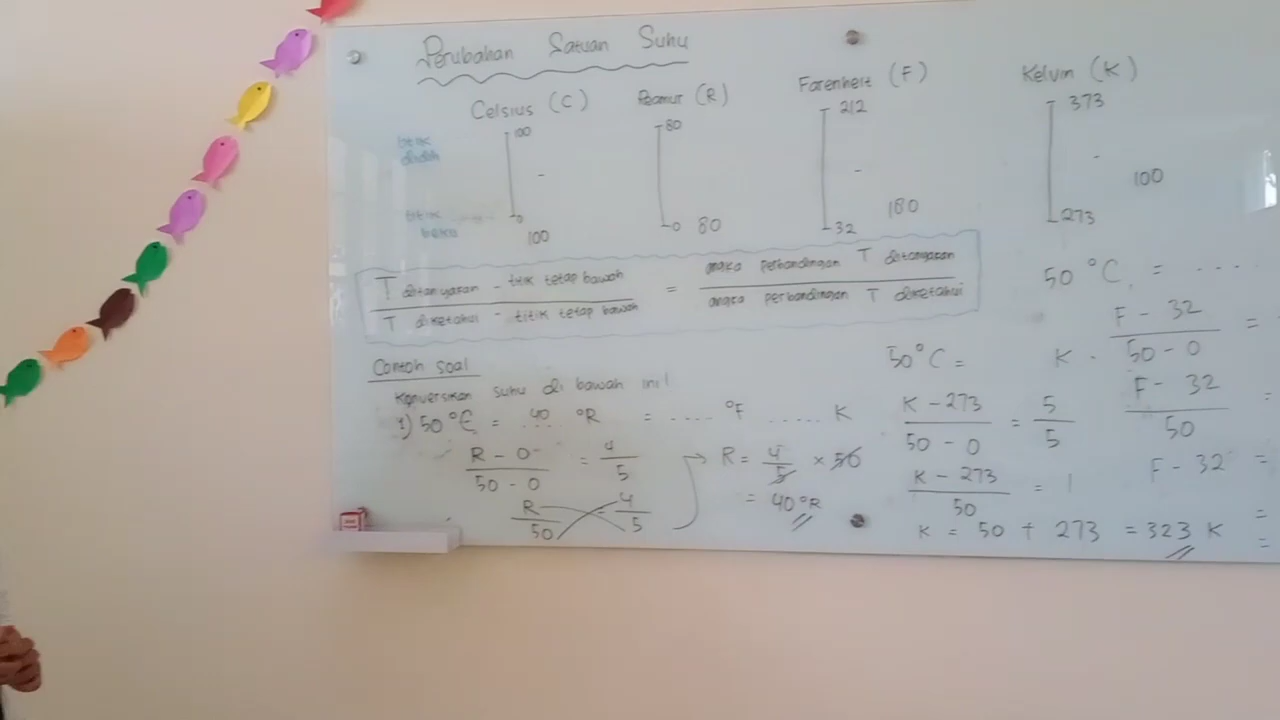 Perubahan Satuan Suhu
Celsius (C)
Reamur (R)
Farenheit (F)
Kelvin (K)
titik didih
100
80
212
373
-
-
-
100
titik beku
0
0
32
273
100
80
180
T ditanyakan - titik tetap bawah / T diketahui - titik tetap bawah = angka perbandingan T ditanyakan / angka perbandingan T diketahui
Contoh soal
Konversikan suhu di bawah ini!
1) 50 °C = ..40.. °R = .... °F ..... K
R - 0 / 50 - 0 = 4 / 5
R / 50 = 4 / 5
R = 4 / 5 × 50
= 40 °R
50 °C = K.
K - 273 / 50 - 0 = 5 / 5
K - 273 / 50 = 1
K = 50 + 273 = 323 K
50 °C = ....
F - 32 / 50 - 0 =
F - 32 / 50 =
F - 32 =
=
=